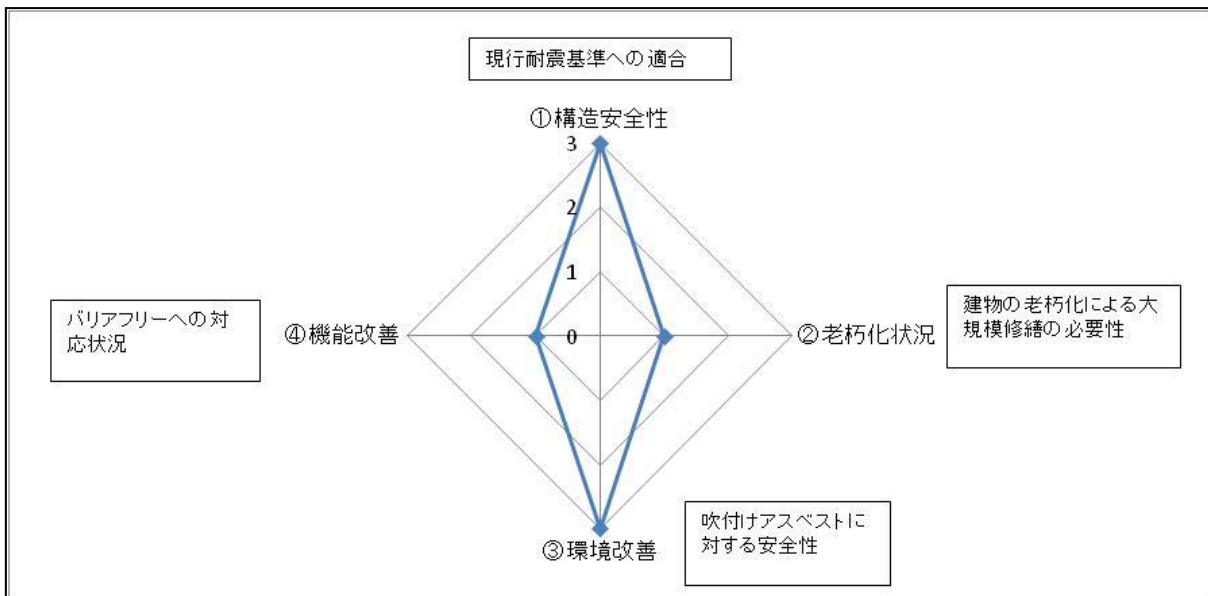 現行耐震基準への適合
①構造安全性
3
2
1
0
バリアフリーへの対
応状況
④機能改善
②老朽化状況
建物の老朽化による大
規模修繕の必要性
③環境改善
吹付けアスベストに
対する安全性